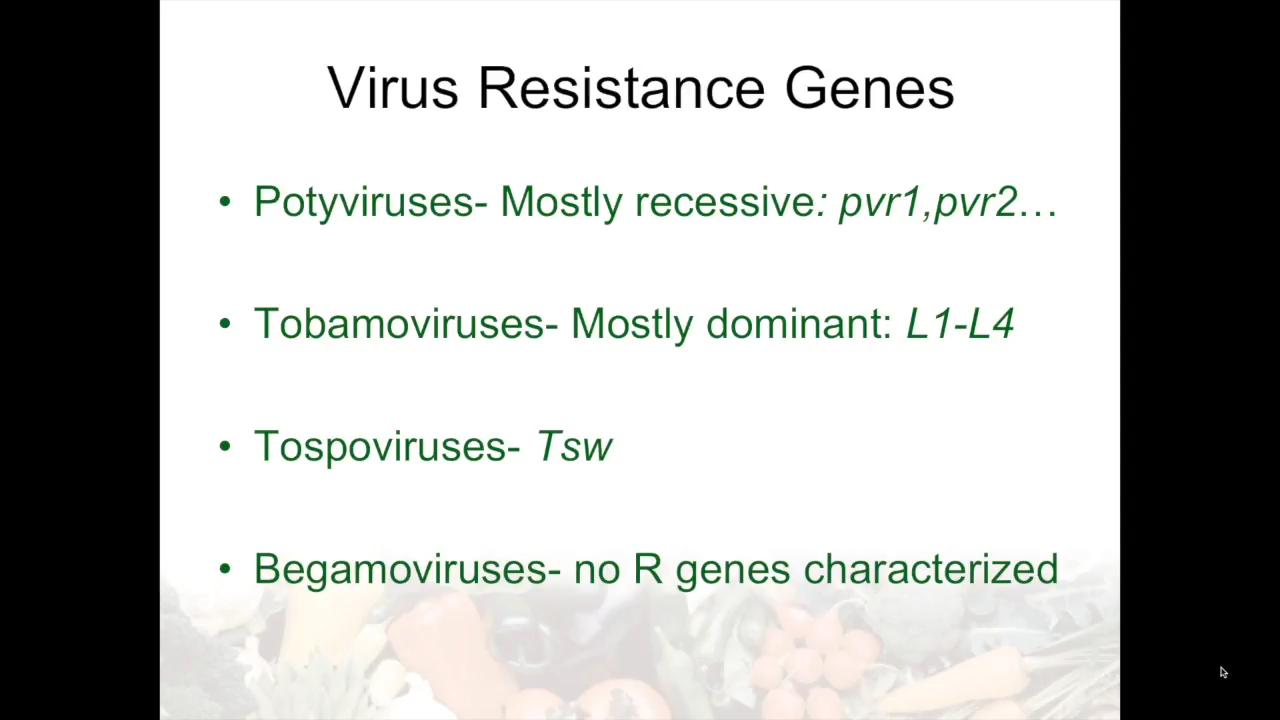 Virus Resistance Genes
• Potyviruses- Mostly recessive: pvr1,pvr2…
• Tobamoviruses- Mostly dominant: L1-L4
• Tospoviruses- Tsw
• Begamoviruses- no R genes characterized